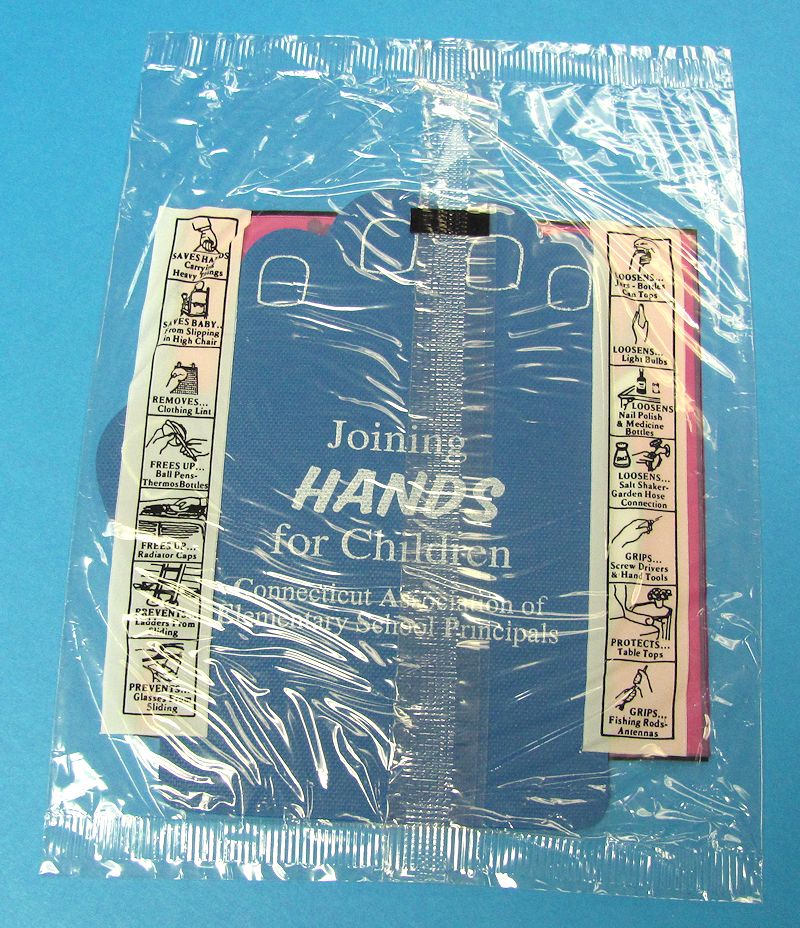 SAVES HANDS
Carrying
Heavy Things
SAVES BABY..
From Slipping
in High Chair
REMOVES...
Clothing Lint
FREES UP...
Ball Pens-
Thermos Bottles
FREES UP...
Radiator Caps
PREVENTS...
Ladders From
Sliding
PREVENTS...
Glasses From
Sliding
Joining
HANDS
for Children
Connecticut Association of
Elementary School Principals
LOOSENS...
Jars - Bottles
Can Tops
LOOSENS...
Light Bulbs
LOOSENS
Nail Polish
& Medicine
Bottles
LOOSENS...
Salt Shaker-
Garden Hose
Connection
GRIPS...
Screw Drivers
& Hand Tools
PROTECTS...
Table Tops
GRIPS...
Fishing Rods-
Antennas